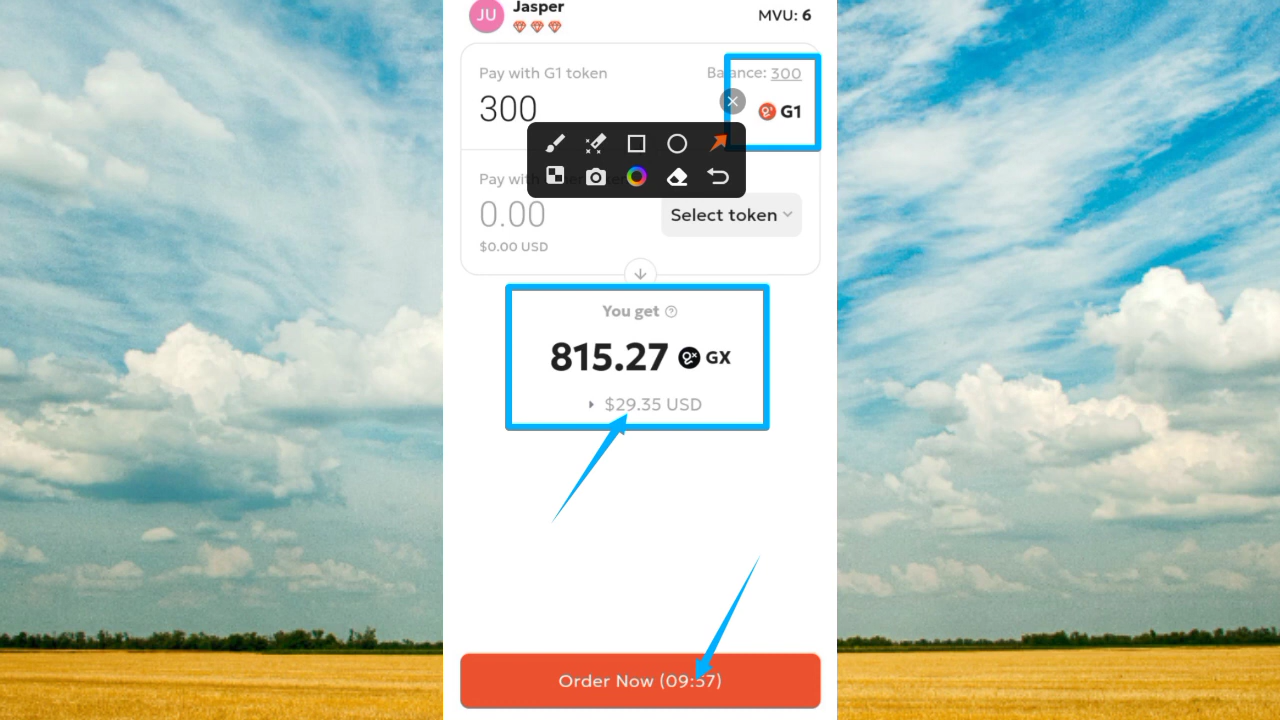 JU
Jasper
MVU: 6
Pay with G1 token
Balance: 300
300
G1
Pay with
0.00
Select token
$0.00 USD
You get
815.27 GX
$29.35 USD
Order Now (09:57)